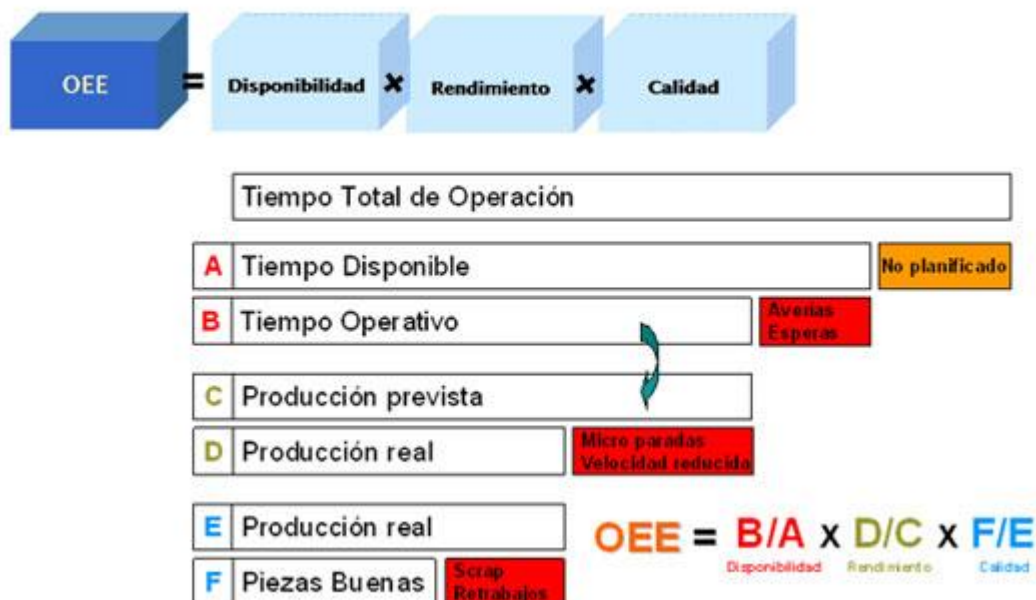 OEE = Disponibilidad x Rendimiento x Calidad
Tiempo Total de Operación
A Tiempo Disponible No planificado
B Tiempo Operativo Averias
Esperas
C Producción prevista
D Producción real Micro paradas
Velocidad reducida
E Producción real
F Piezas Buenas Scrap
Retrabajos
OEE = B/A x D/C x F/E
Disponibilidad Rendimiento Calidad